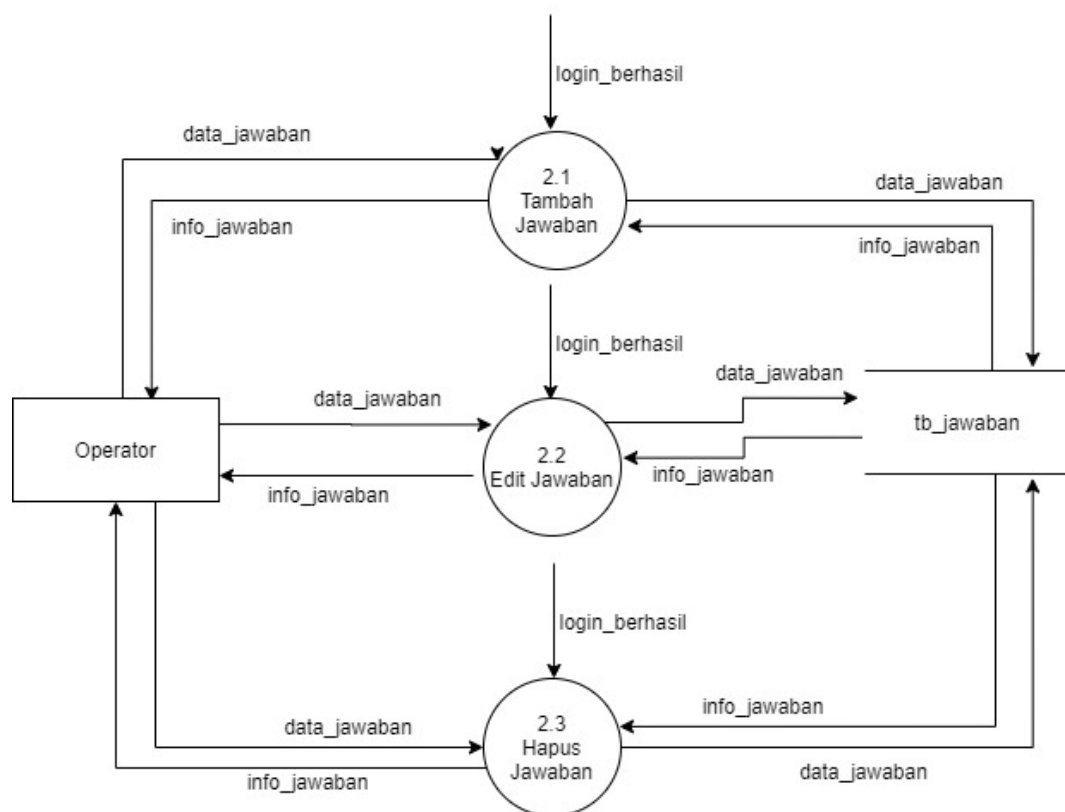 login_berhasil
data_jawaban
2.1
Tambah
Jawaban
data_jawaban
info_jawaban
info_jawaban
login_berhasil
data_jawaban
data_jawaban
Operator
2.2
Edit Jawaban
tb_jawaban
info_jawaban
info_jawaban
login_berhasil
info_jawaban
2.3
Hapus
Jawaban
data_jawaban
info_jawaban
data_jawaban